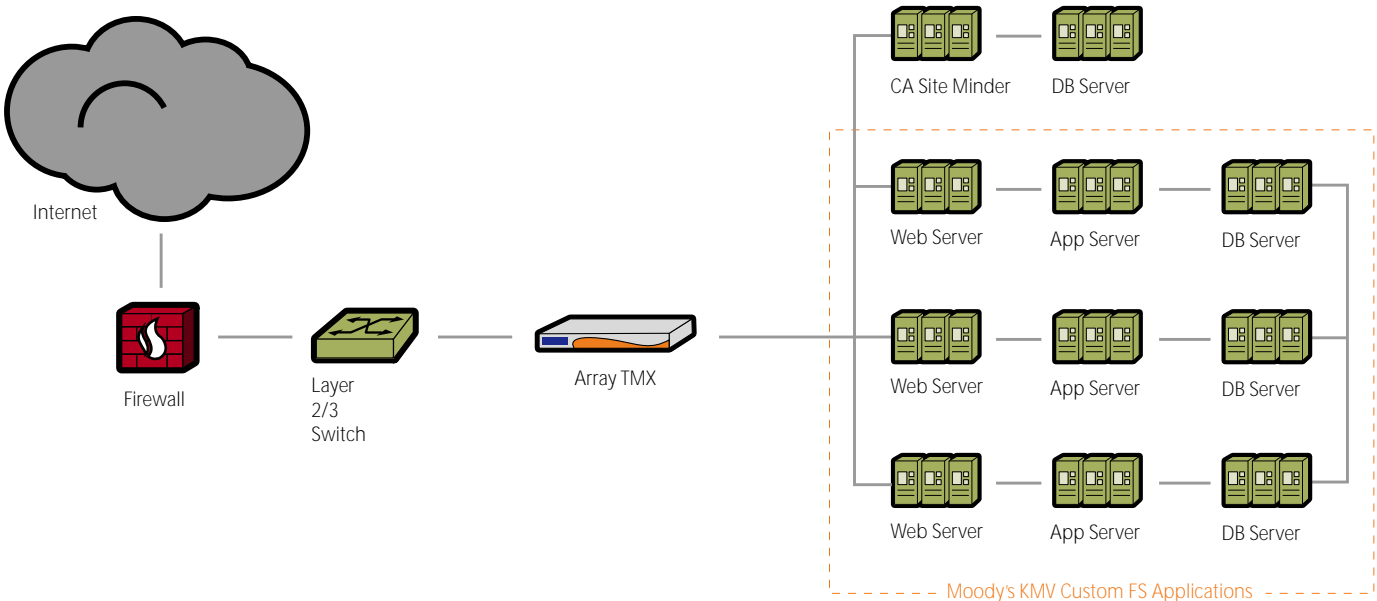 CA Site Minder
DB Server
Internet
Web Server
App Server
DB Server
Firewall
Layer
2/3
Switch
Array TMX
Web Server
App Server
DB Server
Web Server
App Server
DB Server
Moody's KMV Custom FS Applications